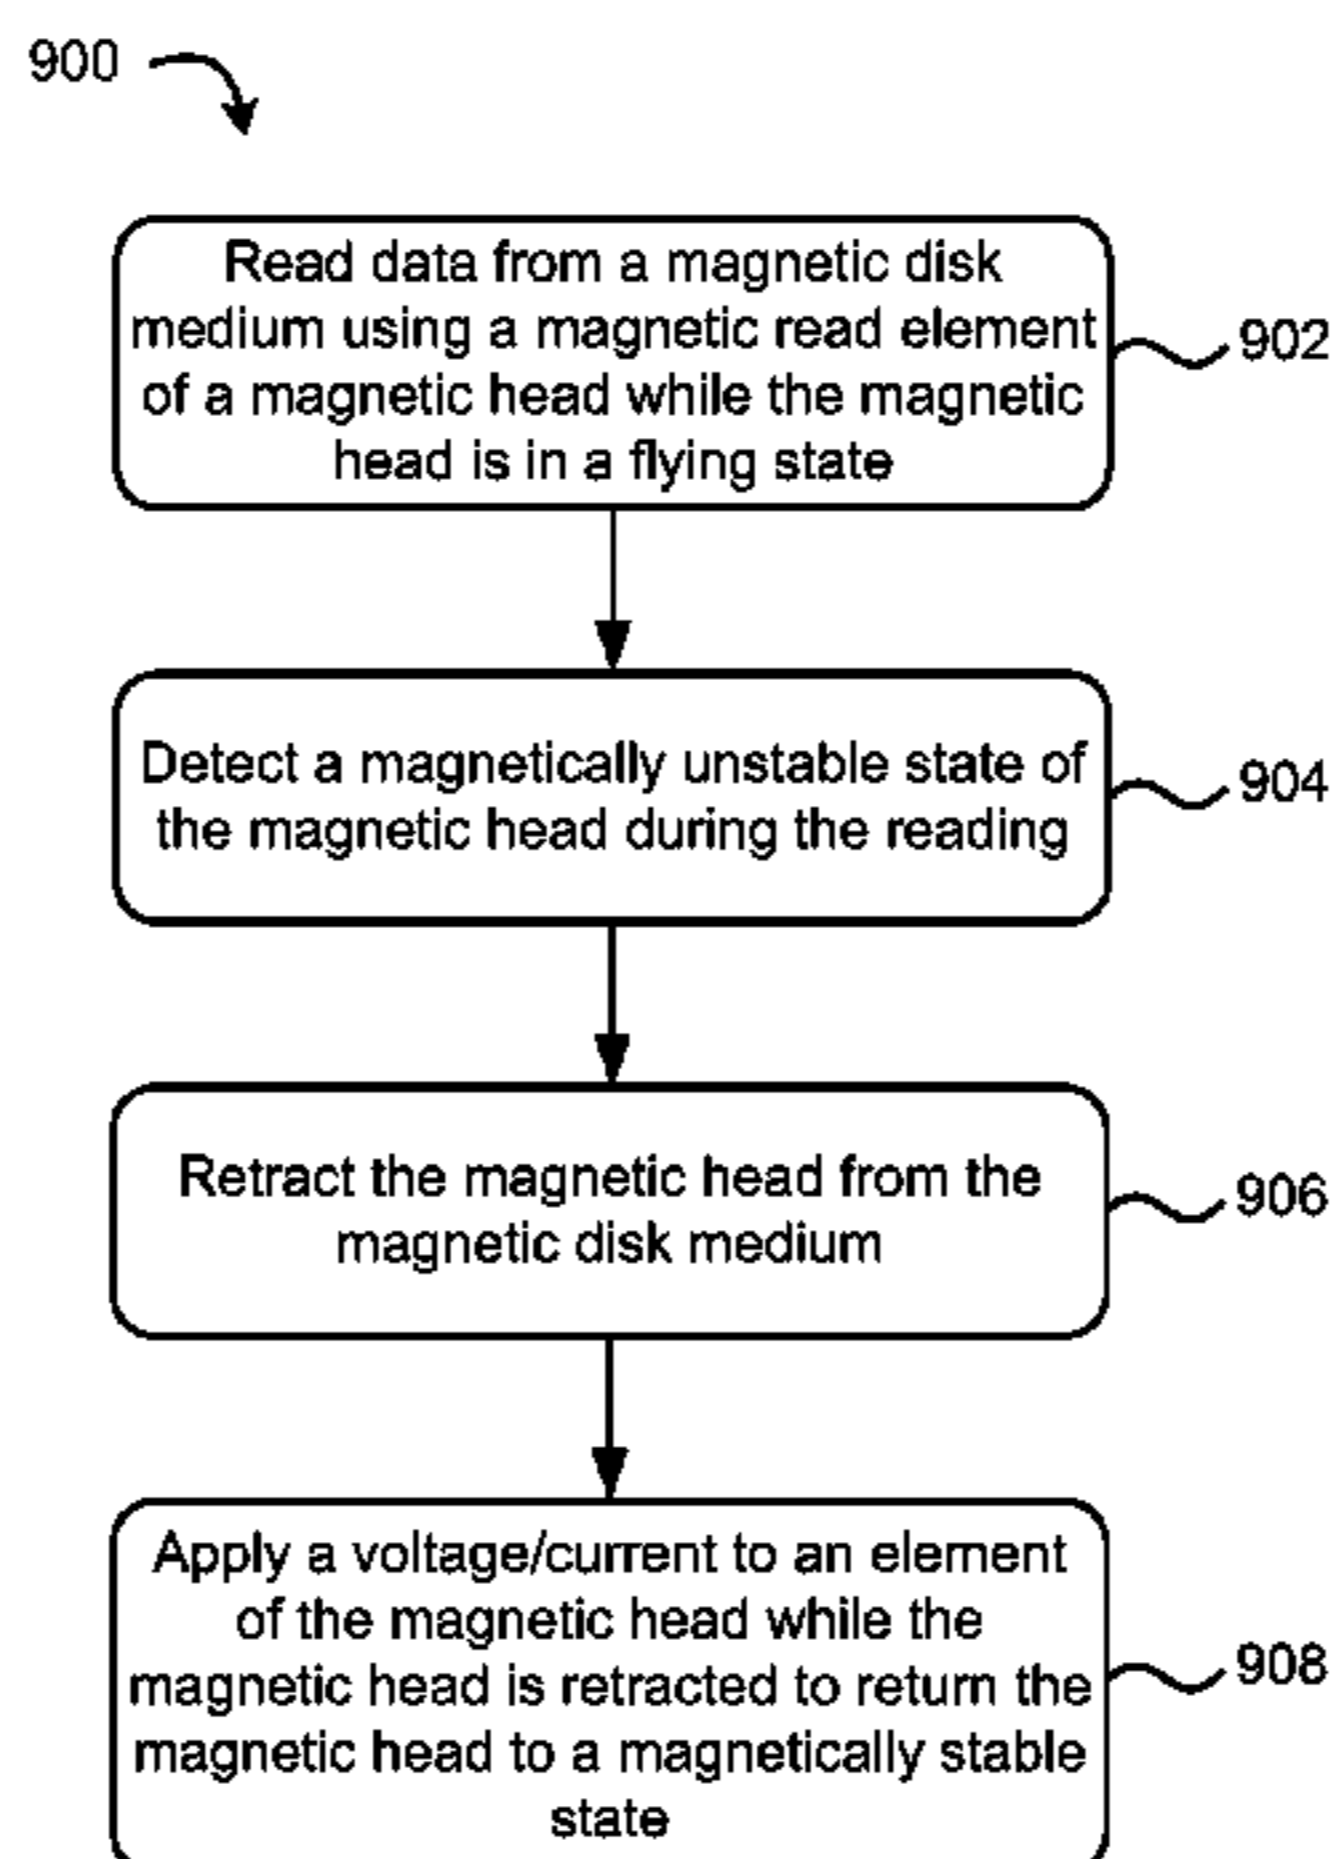 900
Read data from a magnetic disk
medium using a magnetic read element
of a magnetic head while the magnetic
head is in a flying state
902
Detect a magnetically unstable state of
the magnetic head during the reading
904
Retract the magnetic head from the
magnetic disk medium
906
Apply a voltage/current to an element
of the magnetic head while the
magnetic head is retracted to return the
magnetic head to a magnetically stable
state
908